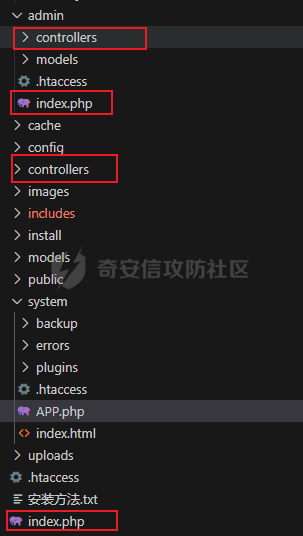 admin
controllers
models
.htaccess
index.php
cache
config
controllers
images
includes
install
models
public
奇安信攻防社区
system
backup
errors
plugins
.htaccess
APP.php
index.html
uploads
.htaccess
安装方法.txt
index.php